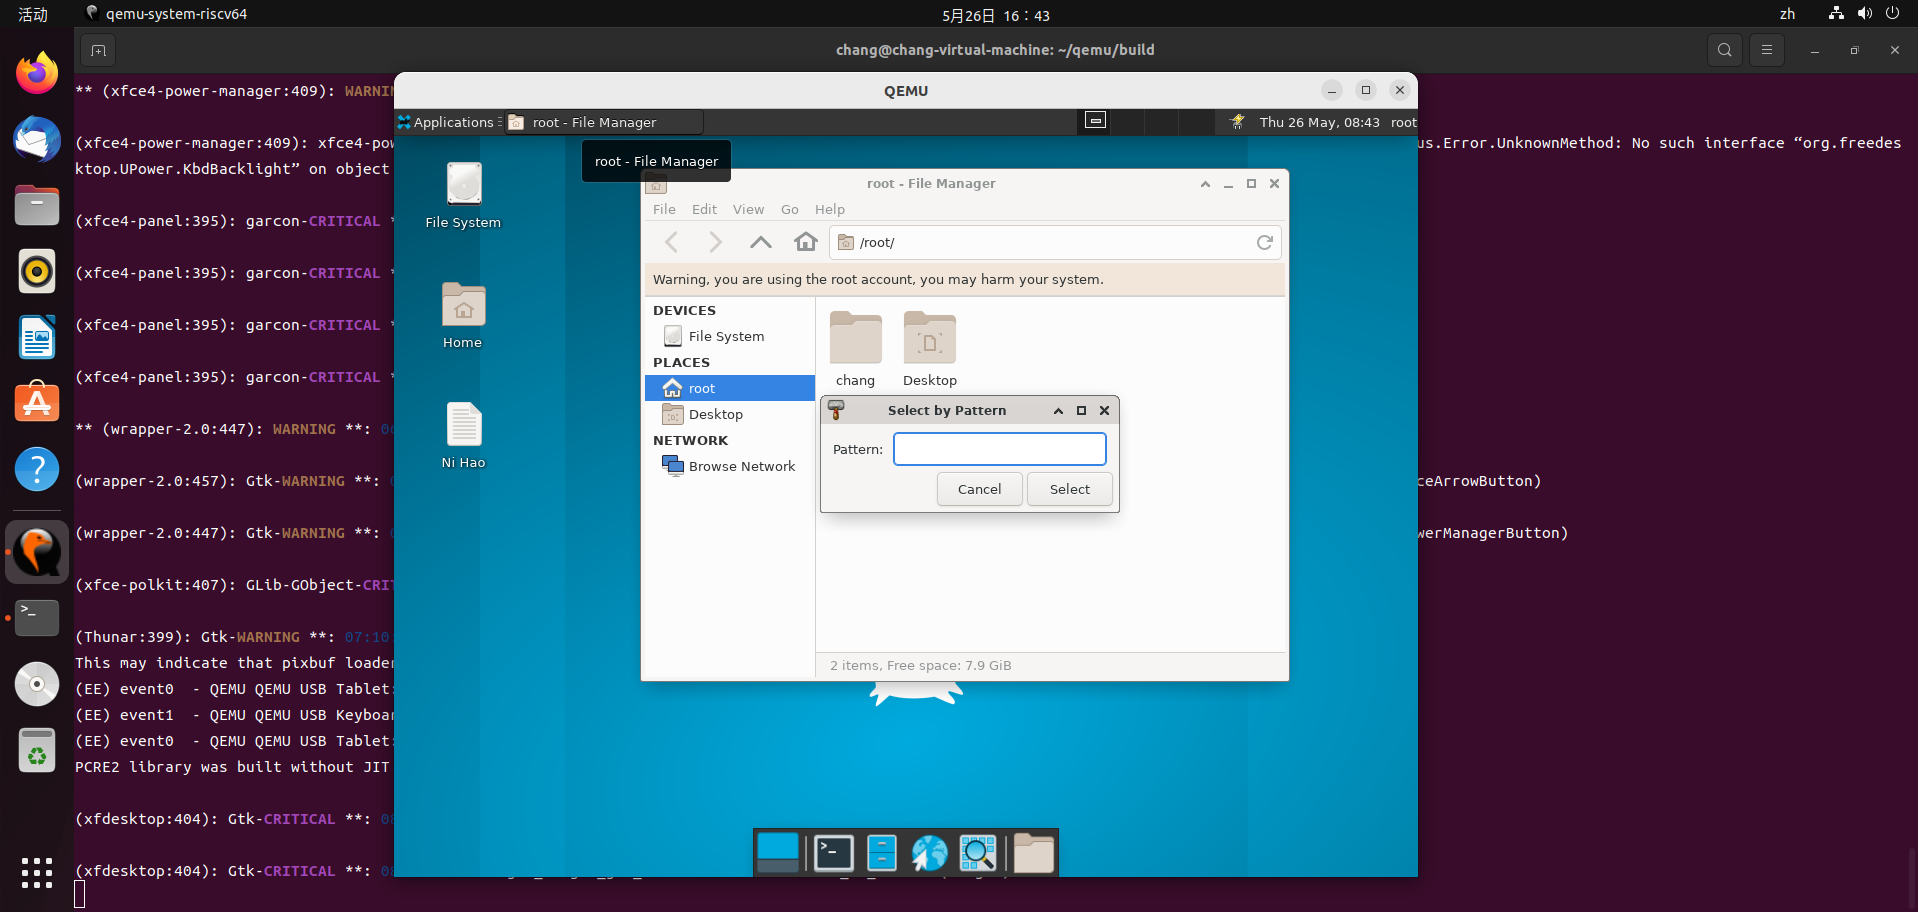 活动
qemu-system-riscv64
5月26日 16：43
zh
chang@chang-virtual-machine: ~/qemu/build
** (xfce4-power-manager:409): WARNIN
(xfce4-power-manager:409): xfce4-pow
us.Error.UnknownMethod: No such interface “org.freedes
ktop.UPower.KbdBacklight” on object
(xfce4-panel:395): garcon-CRITICAL *
(xfce4-panel:395): garcon-CRITICAL *
(xfce4-panel:395): garcon-CRITICAL *
(xfce4-panel:395): garcon-CRITICAL *
** (wrapper-2.0:447): WARNING **:
(wrapper-2.0:457): Gtk-WARNING **:
ceArrowButton)
(wrapper-2.0:447): Gtk-WARNING **:
werManagerButton)
(xfce-polkit:407): GLib-GObject-CRIT
(Thunar:399): Gtk-WARNING **: 07:10:
This may indicate that pixbuf loader
(EE) event0  - QEMU QEMU USB Tablet:
(EE) event1  - QEMU QEMU USB Keyboar
(EE) event0  - QEMU QEMU USB Tablet:
PCRE2 library was built without JIT
(xfdesktop:404): Gtk-CRITICAL **: 08
(xfdesktop:404): Gtk-CRITICAL **: 08
QEMU
Applications
root - File Manager
Thu 26 May, 08:43
root
root - File Manager
File System
Home
Ni Hao
root - File Manager
File Edit View Go Help
/root/
Warning, you are using the root account, you may harm your system.
DEVICES
File System
PLACES
root
Desktop
NETWORK
Browse Network
chang
Desktop
Select by Pattern
Pattern:
Cancel
Select
2 items, Free space: 7.9 GiB